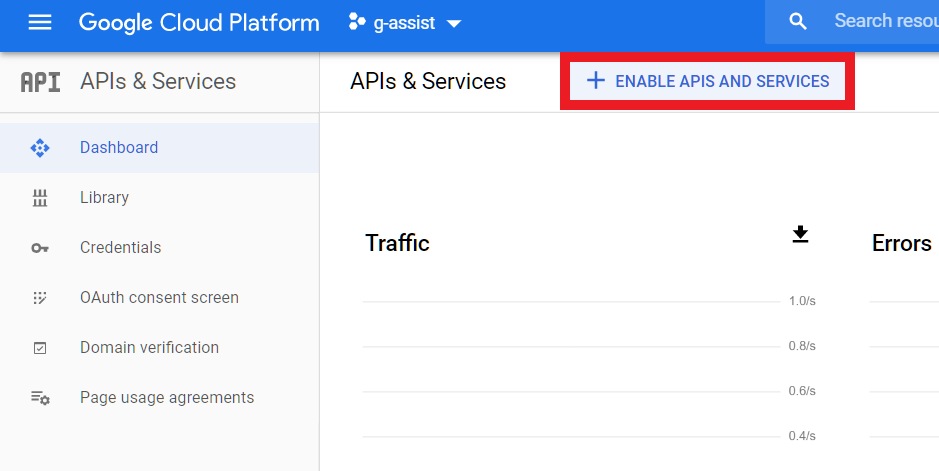 Google Cloud Platform
g-assist
Search resou
API
APIs & Services
APIs & Services
ENABLE APIS AND SERVICES
Dashboard
Library
Credentials
OAuth consent screen
Domain verification
Page usage agreements
Traffic
Errors
1.0/s
0.8/s
0.6/s
0.4/s